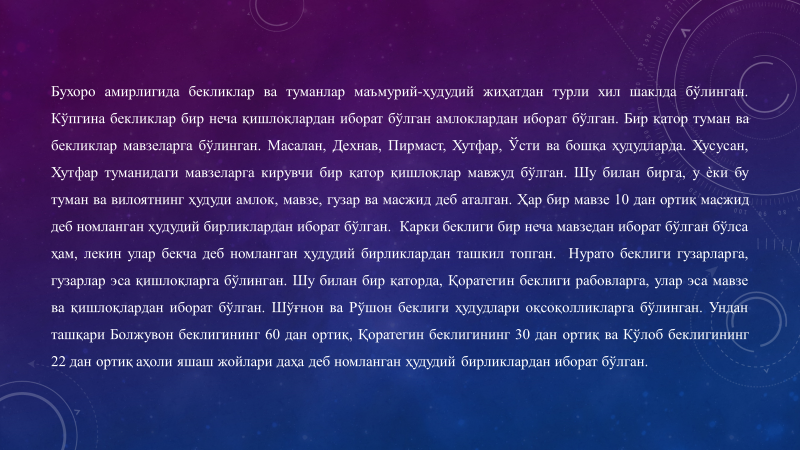 Бухоро амирлигида бекликлар ва туманлар маъмурий-ҳудудий жиҳатдан турли хил шаклда бўлинган.
Кўпгина бекликлар бир неча қишлоқлардан иборат бўлган амлоклардан иборат бўлган. Бир қатор туман ва
бекликлар мавзеларга бўлинган. Масалан, Дехнав, Пирмаст, Хутфар, Ўсти ва бошқа ҳудудларда. Хусусан,
Хутфар туманидаги мавзеларга кирувчи бир қатор қишлоқлар мавжуд бўлган. Шу билан бирга, у ѐки бу
туман ва вилоятнинг ҳудуди амлок, мавзе, гузар ва масжид деб аталган. Ҳар бир мавзе 10 дан ортиқ масжид
деб номланган ҳудудий бирликлардан иборат бўлган. Карки беклиги бир неча мавзедан иборат бўлган бўлса
ҳам, лекин улар бекча деб номланган ҳудудий бирликлардан ташкил топган. Нурато беклиги гузарларга,
гузарлар эса қишлоқларга бўлинган. Шу билан бир қаторда, Қоратегин беклиги рабовларга, улар эса мавзе
ва қишлоқлардан иборат бўлган. Шўғнон ва Рўшон беклиги ҳудудлари оқсоқолликларга бўлинган. Ундан
ташқари Болжувон беклигининг 60 дан ортиқ, Қоратегин беклигининг 30 дан ортиқ ва Кўлоб беклигининг
22 дан ортиқ аҳоли яшаш жойлари даҳа деб номланган ҳудудий бирликлардан иборат бўлган.